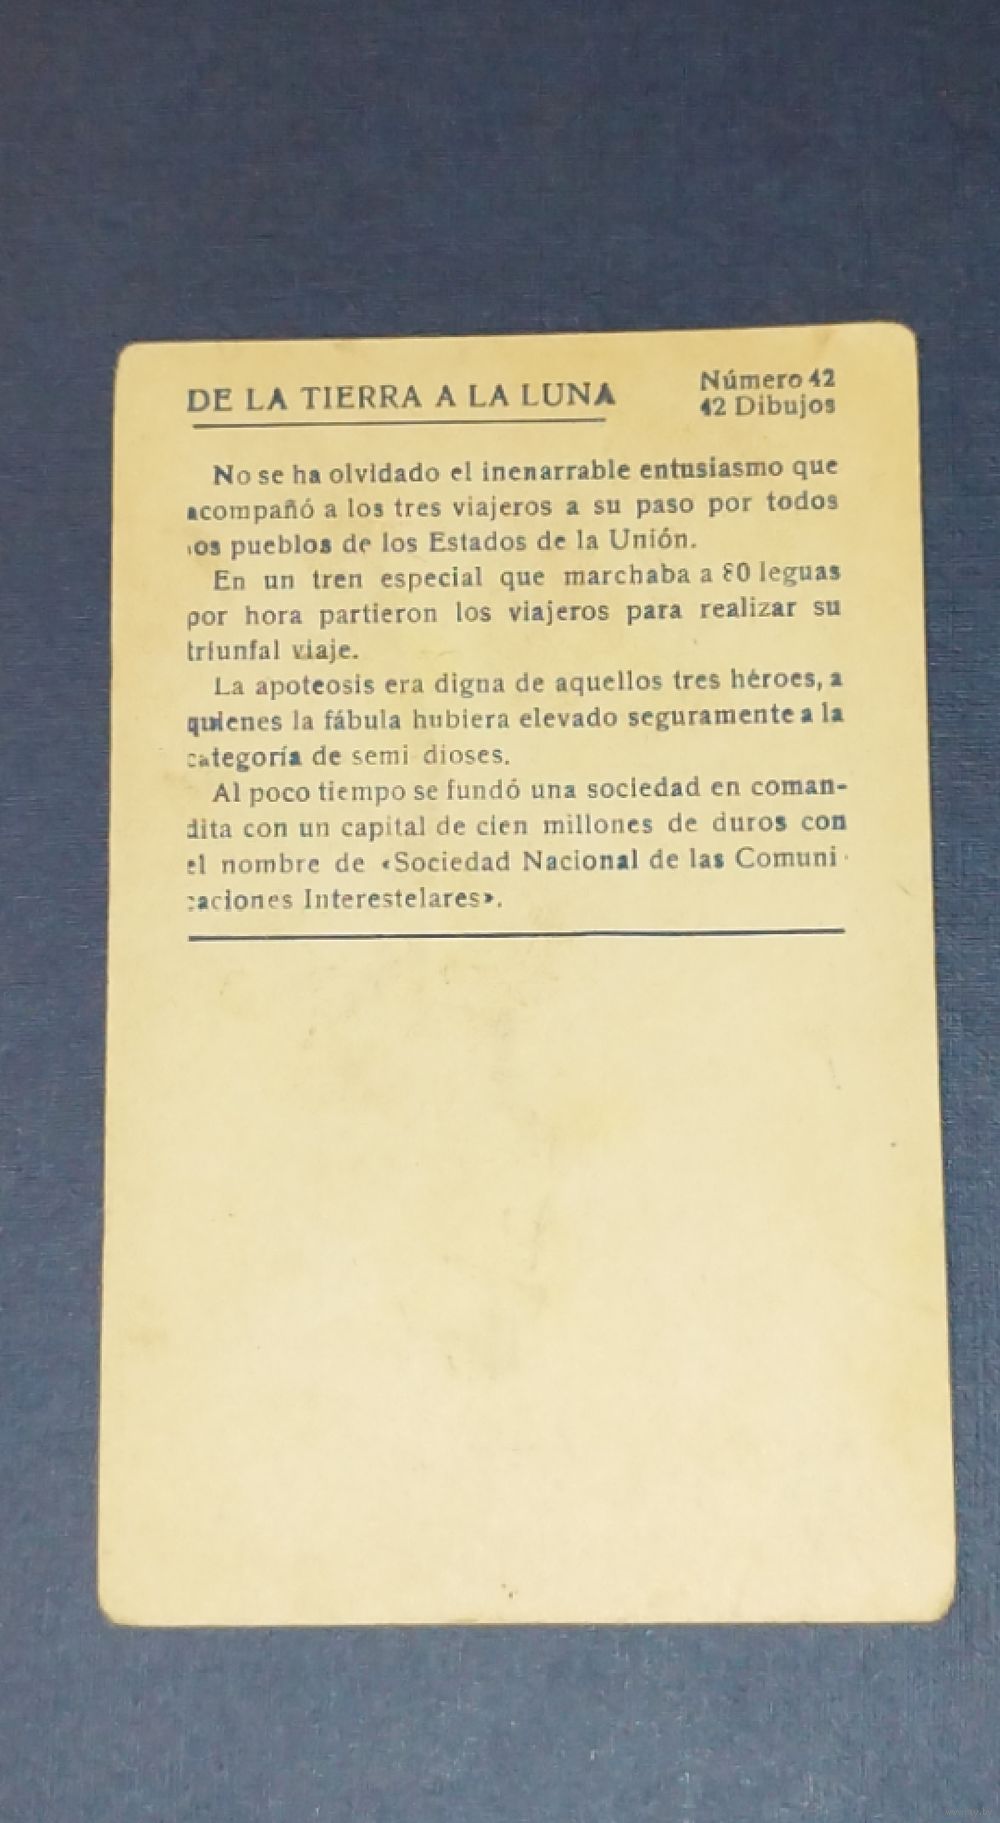 DE LA TIERRA A LA LUNA
Número 42
42 Dibujos
No se ha olvidado el inenarrable entusiasmo que
acompañó a los tres viajeros a su paso por todos
los pueblos de los Estados de la Unión.
En un tren especial que marchaba a 80 leguas
por hora partieron los viajeros para realizar su
triunfal viaje.
La apoteosis era digna de aquellos tres héroes, a
quienes la fábula hubiera elevado seguramente a la
categoría de semi dioses.
Al poco tiempo se fundó una sociedad en coman-
dita con un capital de cien millones de duros con
el nombre de «Sociedad Nacional de las Comuni-
caciones Interestelares».